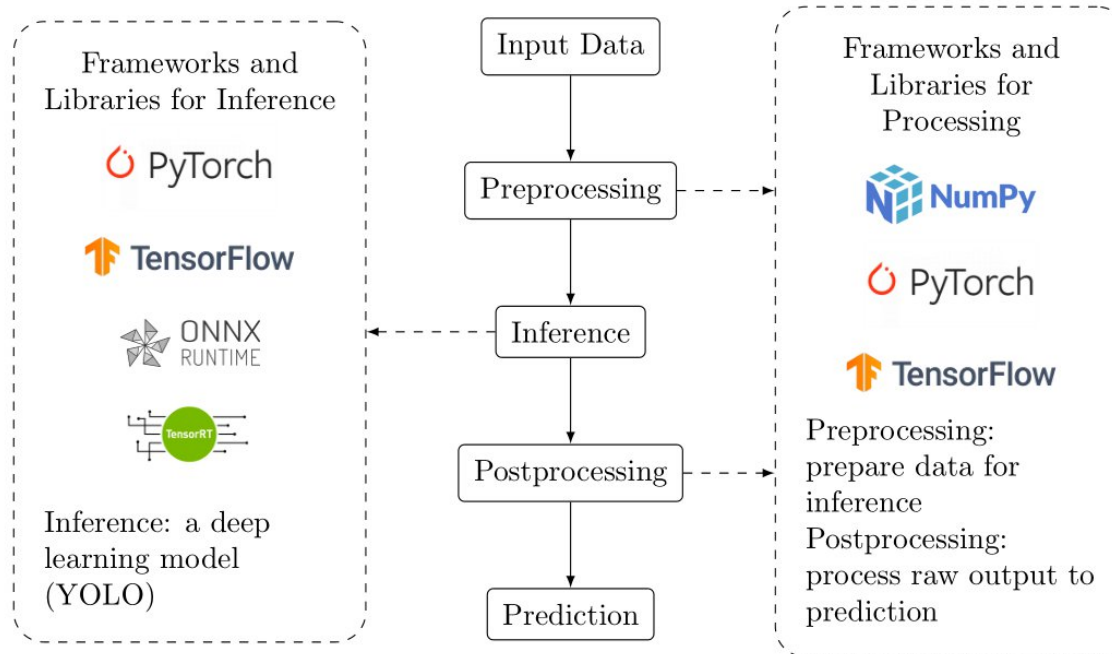 Frameworks and
Libraries for Inference
PyTorch
TensorFlow
ONNX
RUNTIME
TensorRT
Inference: a deep
learning model
(YOLO)
Input Data
Preprocessing
Inference
Postprocessing
Prediction
Frameworks and
Libraries for
Processing
NumPy
PyTorch
TensorFlow
Preprocessing:
prepare data for
inference
Postprocessing:
process raw output to
prediction